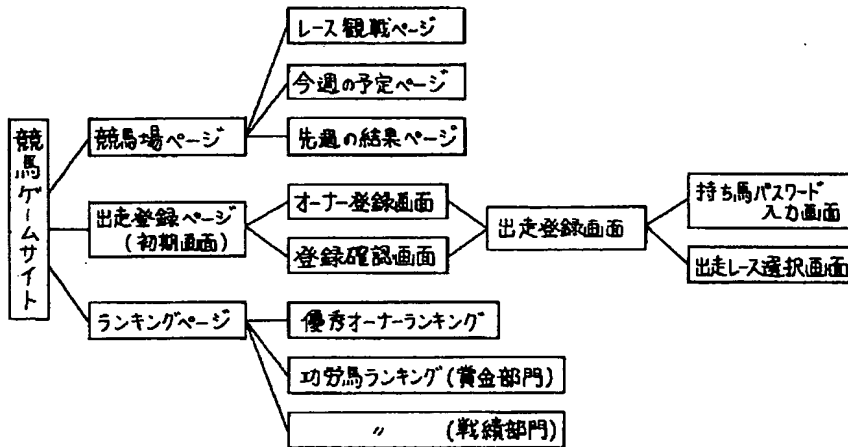 競馬ゲームサイト
競馬場ページ
レース観戦ページ
今週の予定ページ
先週の結果ページ
出走登録ページ
(初期画面)
オーナー登録画面
登録確認画面
出走登録画面
持ち馬パスワード
入力画面
出走レース選択画面
ランキングページ
優秀オーナーランキング
功労馬ランキング(賞金部門)
〃 (戦績部門)